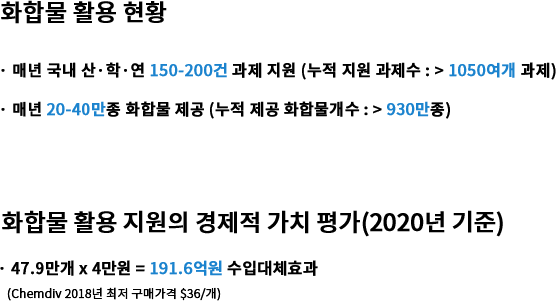 화합물 활용 현황
· 매년 국내 산·학·연 150-200건 과제 지원 (누적 지원 과제수 : > 1050여개 과제)
· 매년 20-40만종 화합물 제공 (누적 제공 화합물개수 : > 930만종)
화합물 활용 지원의 경제적 가치 평가(2020년 기준)
· 47.9만개 x 4만원 = 191.6억원 수입대체효과
(Chemdiv 2018년 최저 구매가격 $36/개)